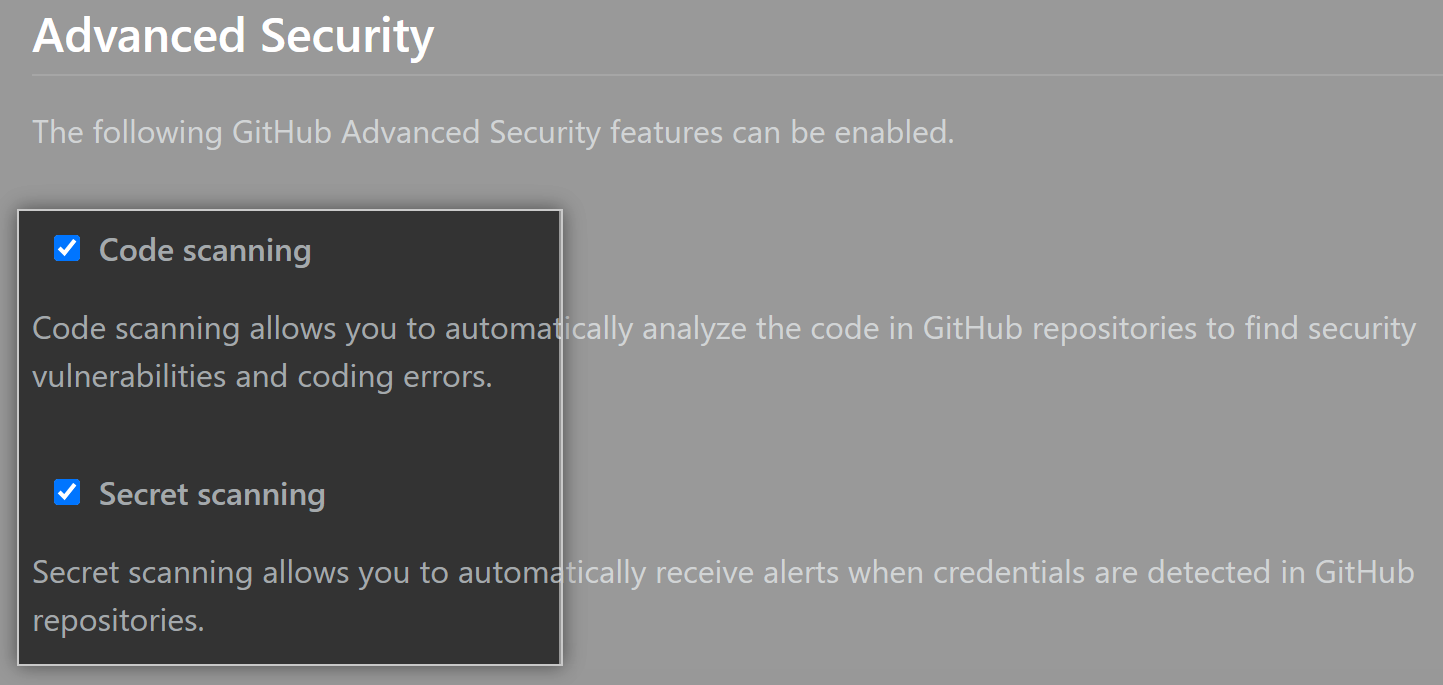 Advanced Security
The following GitHub Advanced Security features can be enabled.
Code scanning
Code scanning allows you to automatically analyze the code in GitHub repositories to find security
vulnerabilities and coding errors.
Secret scanning
Secret scanning allows you to automatically receive alerts when credentials are detected in GitHub
repositories.